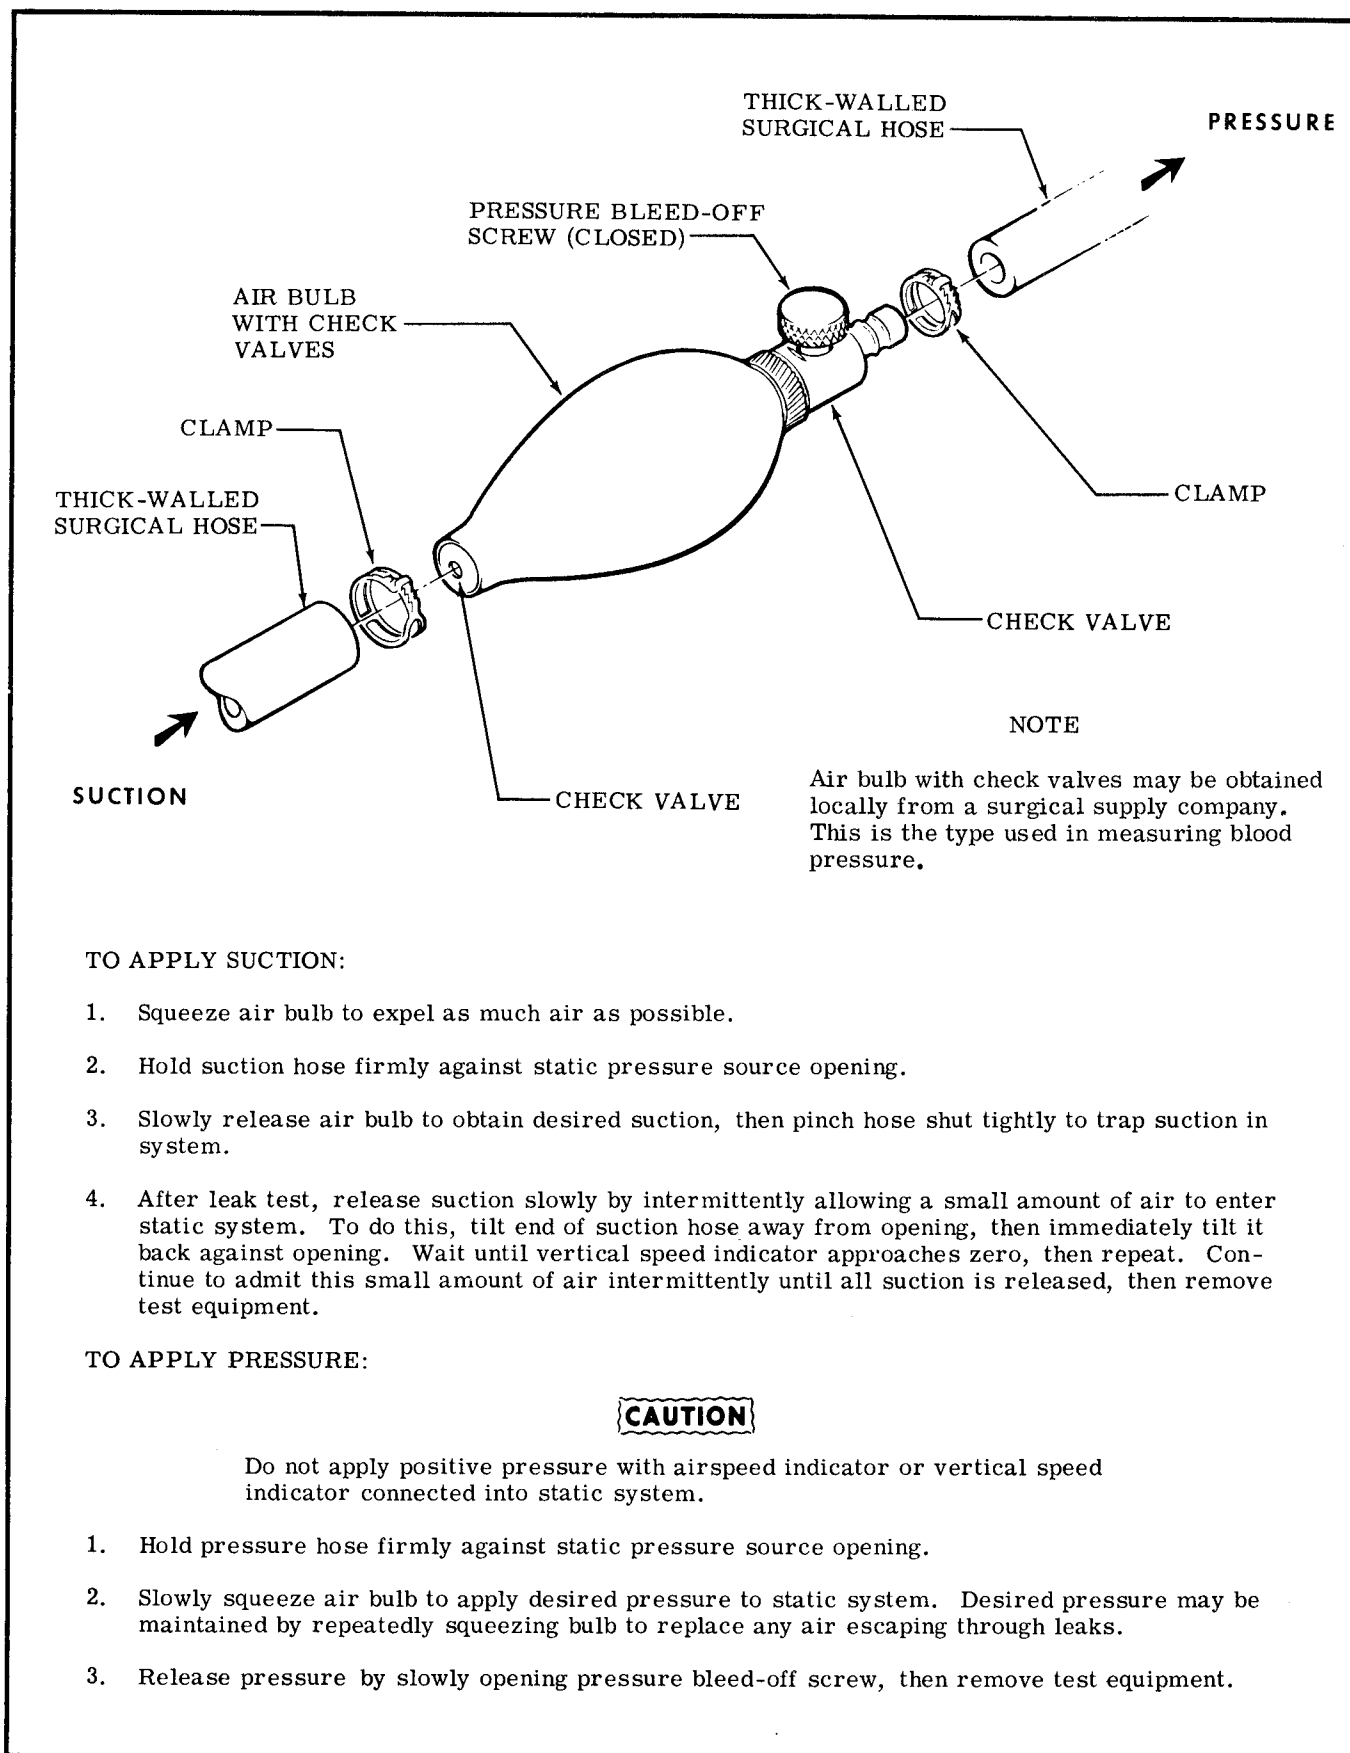 THICK-WALLED
SURGICAL HOSE
PRESSURE
PRESSURE BLEED-OFF
SCREW (CLOSED)
AIR BULB
WITH CHECK
VALVES
CLAMP
THICK-WALLED
SURGICAL HOSE
CLAMP
CHECK VALVE
SUCTION
CHECK VALVE
NOTE
Air bulb with check valves may be obtained
locally from a surgical supply company.
This is the type used in measuring blood
pressure.
TO APPLY SUCTION:
1. Squeeze air bulb to expel as much air as possible.
2. Hold suction hose firmly against static pressure source opening.
3. Slowly release air bulb to obtain desired suction, then pinch hose shut tightly to trap suction in
system.
4. After leak test, release suction slowly by intermittently allowing a small amount of air to enter
static system. To do this, tilt end of suction hose away from opening, then immediately tilt it
back against opening. Wait until vertical speed indicator approaches zero, then repeat. Con-
tinue to admit this small amount of air intermittently until all suction is released, then remove
test equipment.
TO APPLY PRESSURE:
CAUTION
Do not apply positive pressure with airspeed indicator or vertical speed
indicator connected into static system.
1. Hold pressure hose firmly against static pressure source opening.
2. Slowly squeeze air bulb to apply desired pressure to static system. Desired pressure may be
maintained by repeatedly squeezing bulb to replace any air escaping through leaks.
3. Release pressure by slowly opening pressure bleed-off screw, then remove test equipment.